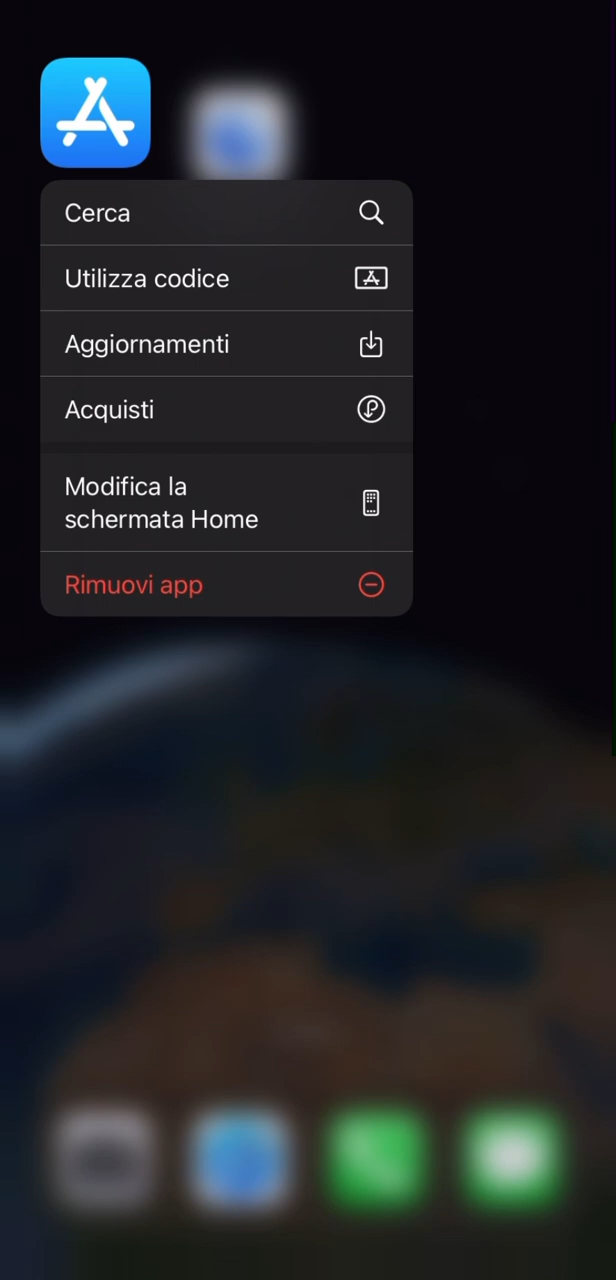 Cerca
Utilizza codice
Aggiornamenti
Acquisti
Modifica la
schermata Home
Rimuovi app